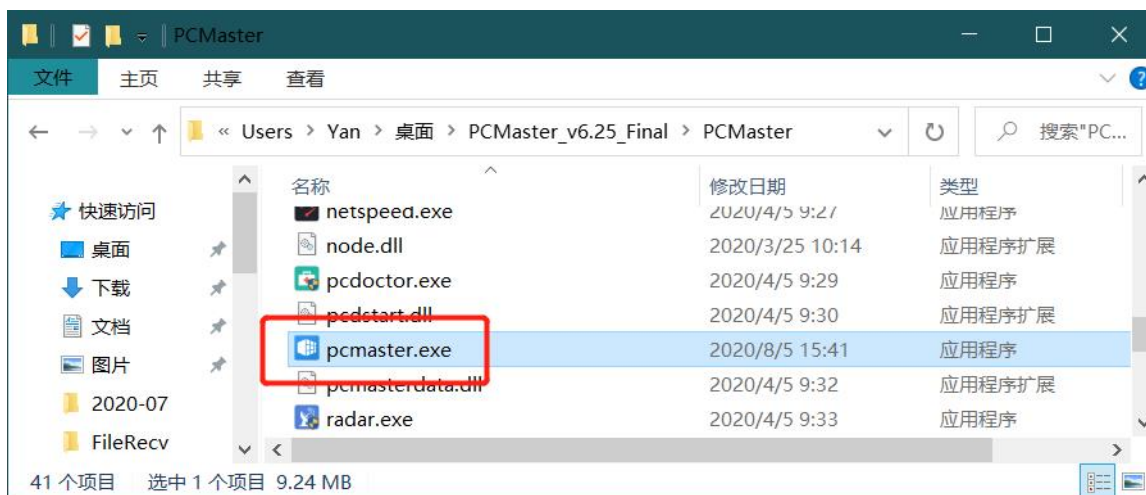 PCMaster
文件 主页 共享 查看
« Users > Yan > 桌面 > PCMaster_v6.25_Final > PCMaster 搜索"PC...
名称 修改日期 类型
快速访问
桌面
下载
文档
图片
2020-07
FileRecv
netspeed.exe 2020/4/5 9:27 应用程序
node.dll 2020/3/25 10:14 应用程序扩展
pcdoctor.exe 2020/4/5 9:29 应用程序
pcdstart.dll 2020/4/5 9:30 应用程序扩展
pcmaster.exe 2020/8/5 15:41 应用程序
pcmasterdata.dll 2020/4/5 9:32 应用程序扩展
radar.exe 2020/4/5 9:33 应用程序
41 个项目 选中 1 个项目 9.24 MB